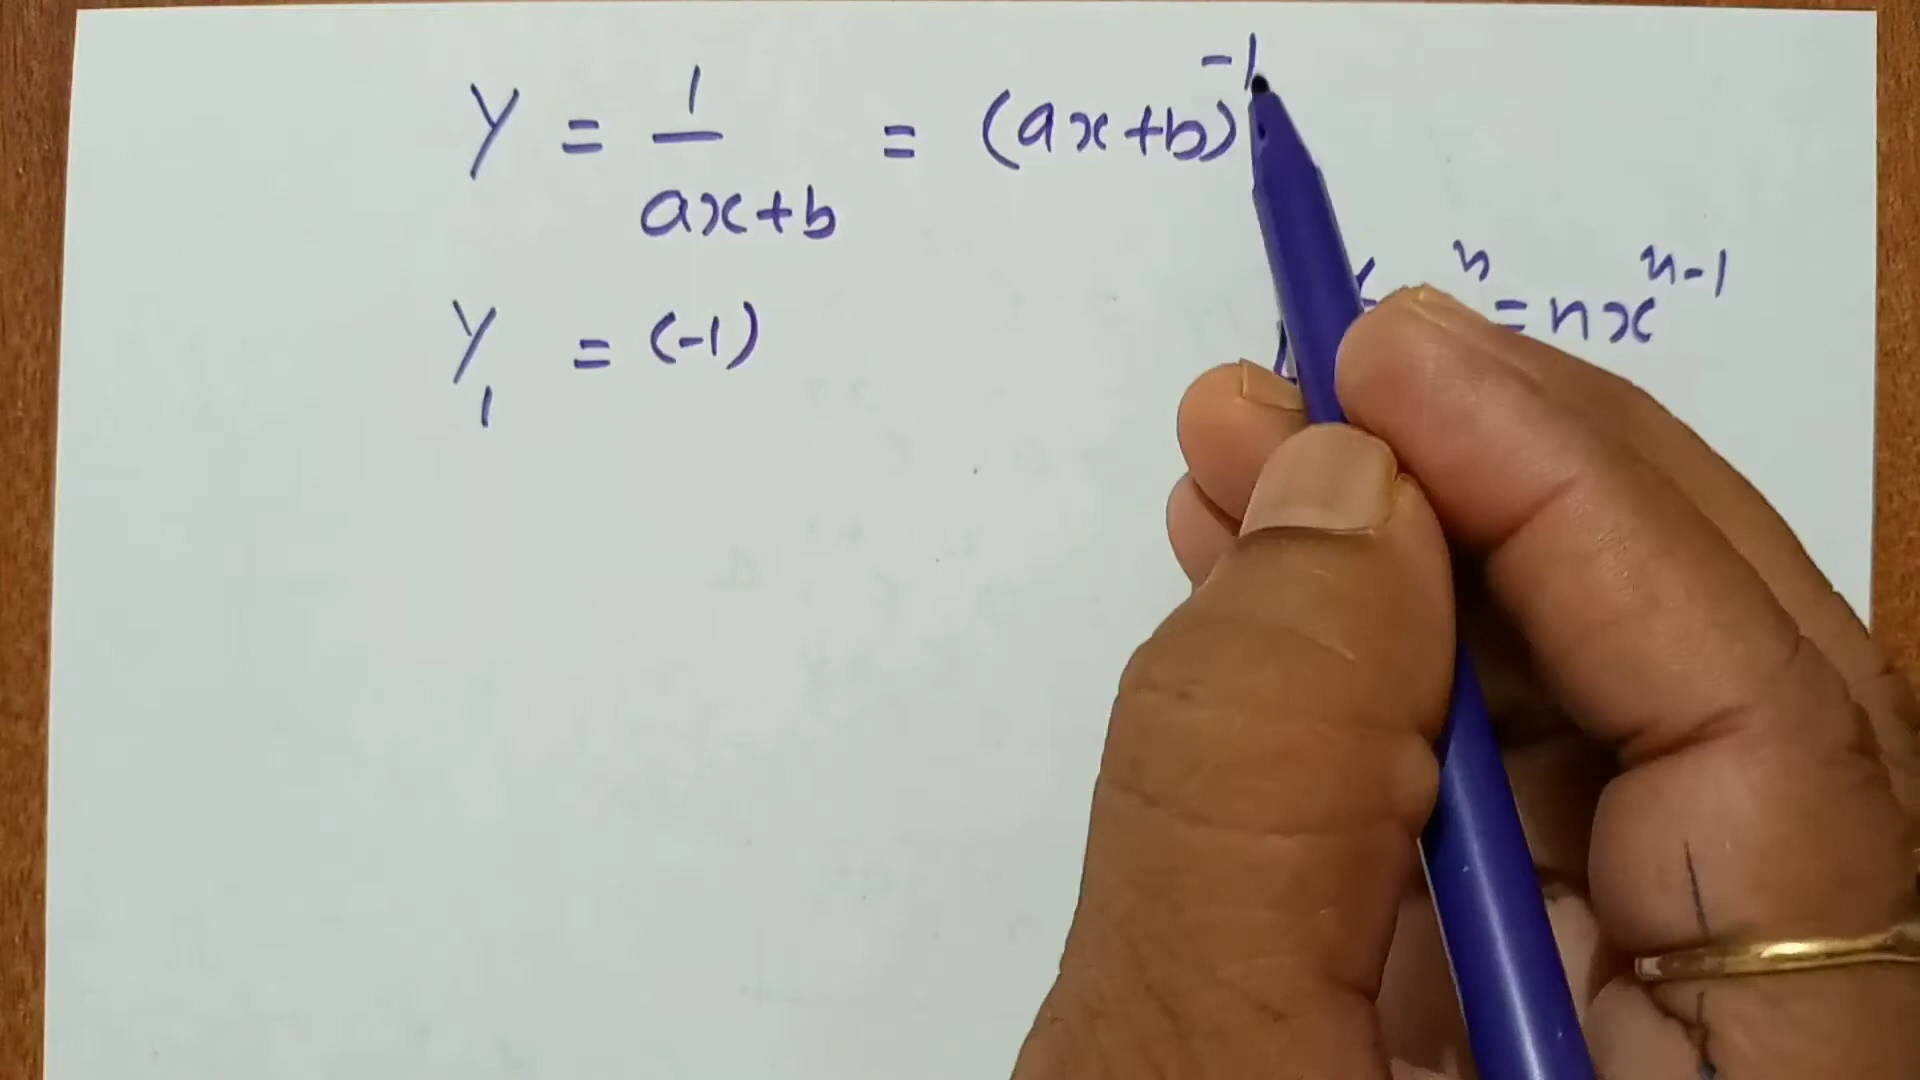 y = 1/(ax+b) = (ax+b)^-1
n = nx^(n-1)
y₁ = (-1)